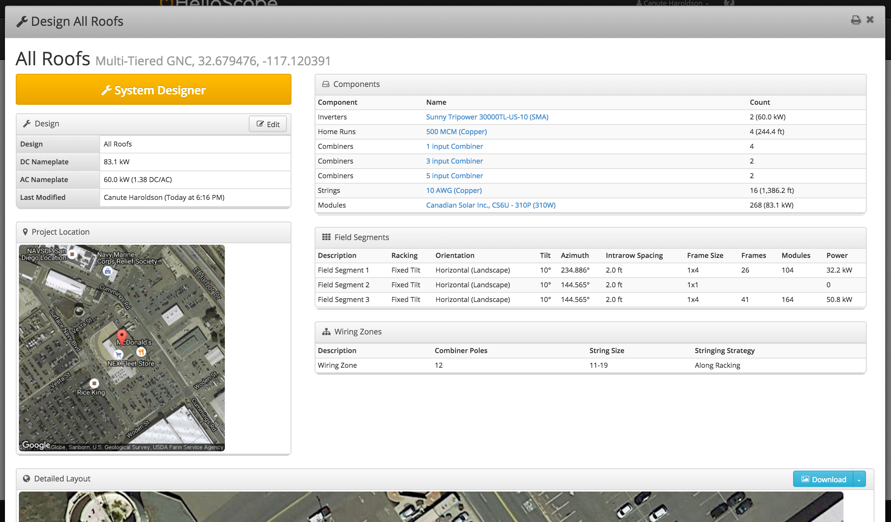 HelioScope
Canute Haroldson
Design All Roofs
All Roofs Multi-Tiered GNC, 32.679476, -117.120391
System Designer
Design
Edit
Design All Roofs
DC Nameplate 83.1 kW
AC Nameplate 60.0 kW (1.38 DC/AC)
Last Modified Canute Haroldson (Today at 6:16 PM)
Project Location
NAVSUP San
Diego Location
Navy Marine
Corps Relief Society
McDonald's
NEX Fleet Store
Rice King
Woden St
Woden St
Cummings Rd
Google
Globe, Sanborn, U.S. Geological Survey, USDA Farm Service Agency
Components
Component Name Count
Inverters Sunny Tripower 30000TL-US-10 (SMA) 2 (60.0 kW)
Home Runs 500 MCM (Copper) 4 (244.4 ft)
Combiners 1 input Combiner 4
Combiners 3 input Combiner 2
Combiners 5 input Combiner 2
Strings 10 AWG (Copper) 16 (1,386.2 ft)
Modules Canadian Solar Inc., CS6U - 310P (310W) 268 (83.1 kW)
Field Segments
Description Racking Orientation Tilt Azimuth Intrarow Spacing Frame Size Frames Modules Power
Field Segment 1 Fixed Tilt Horizontal (Landscape) 10° 234.886° 2.0 ft 1x4 26 104 32.2 kW
Field Segment 2 Fixed Tilt Horizontal (Landscape) 10° 144.565° 2.0 ft 1x1 0
Field Segment 3 Fixed Tilt Horizontal (Landscape) 10° 144.565° 2.0 ft 1x4 41 164 50.8 kW
Wiring Zones
Description Combiner Poles String Size Stringing Strategy
Wiring Zone 12 11-19 Along Racking
Detailed Layout
Download